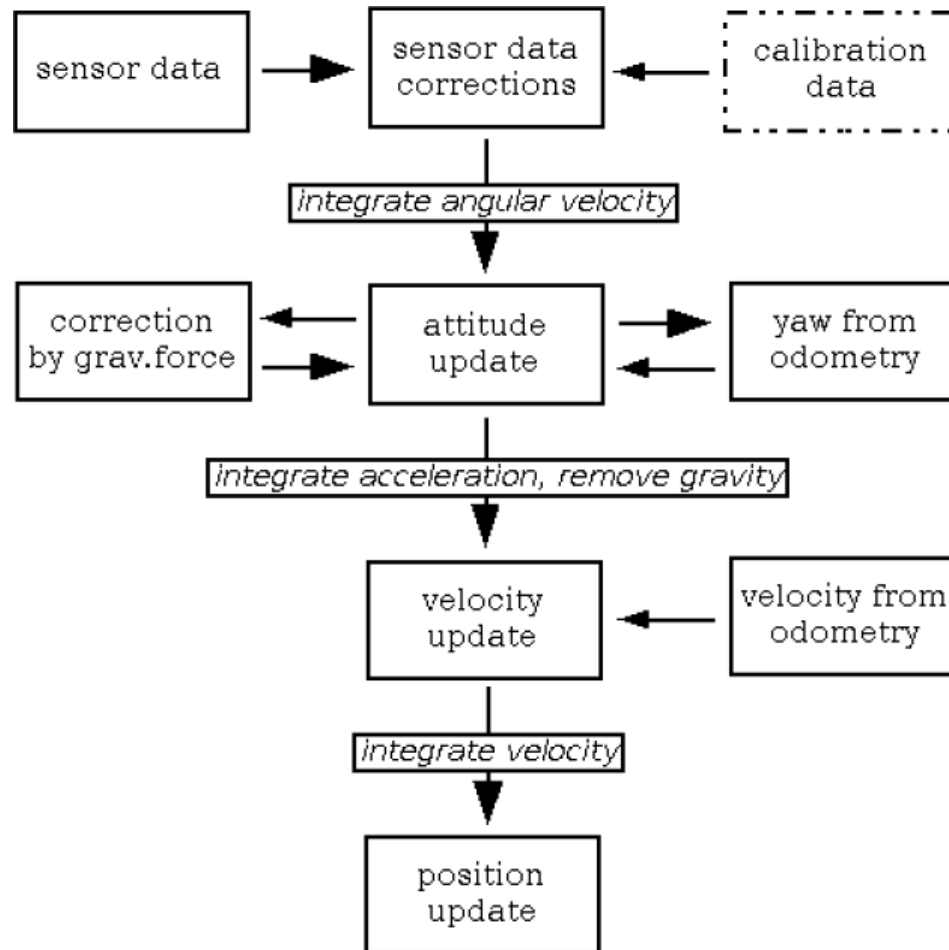 sensor data
sensor data
corrections
calibration
data
integrate angular velocity
correction
by grav.force
attitude
update
yaw from
odometry
integrate acceleration, remove gravity
velocity
update
velocity from
odometry
integrate velocity
position
update